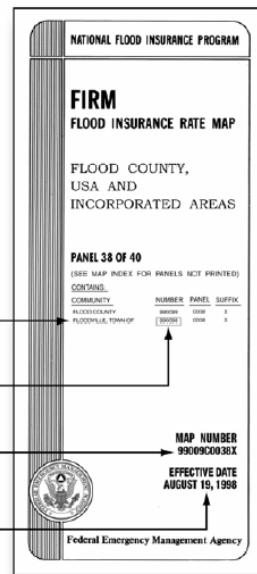 NATIONAL FLOOD INSURANCE PROGRAM
FIRM
FLOOD INSURANCE RATE MAP
FLOOD COUNTY,
USA AND
INCORPORATED AREAS
PANEL 38 OF 40
(SEE MAP INDEX FOR PANELS NOT PRINTED)
CONTAINS:
COMMUNITY NUMBER PANEL SUFFIX
FLOOD COUNTY 0038 X
FLOODVILLE, TOWN OF 0038 X
MAP NUMBER
99009C0038X
EFFECTIVE DATE
AUGUST 19, 1998
Federal Emergency Management Agency